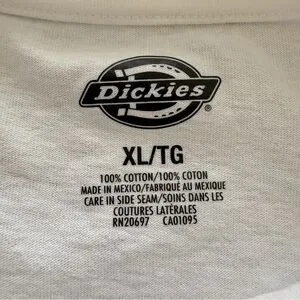 Dickies
®
XL/TG
100% COTTON/100% COTON
MADE IN MEXICO/FABRIQUÉ AU MEXIQUE
CARE IN SIDE SEAM/SOINS DANS LES
COUTURES LATÉRALES
RN20697 CA01095